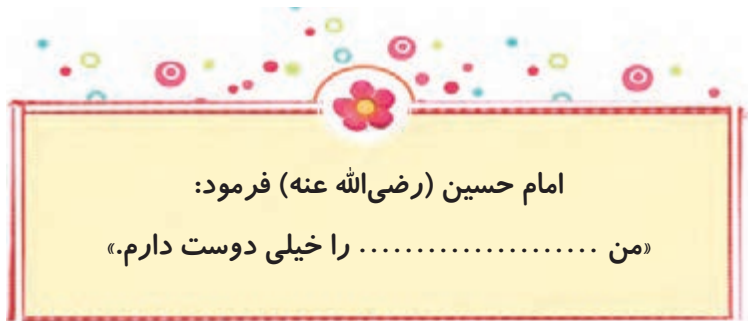 امام حسین (رضی‌الله عنه) فرمود:
«من ..................... را خیلی دوست دارم.»